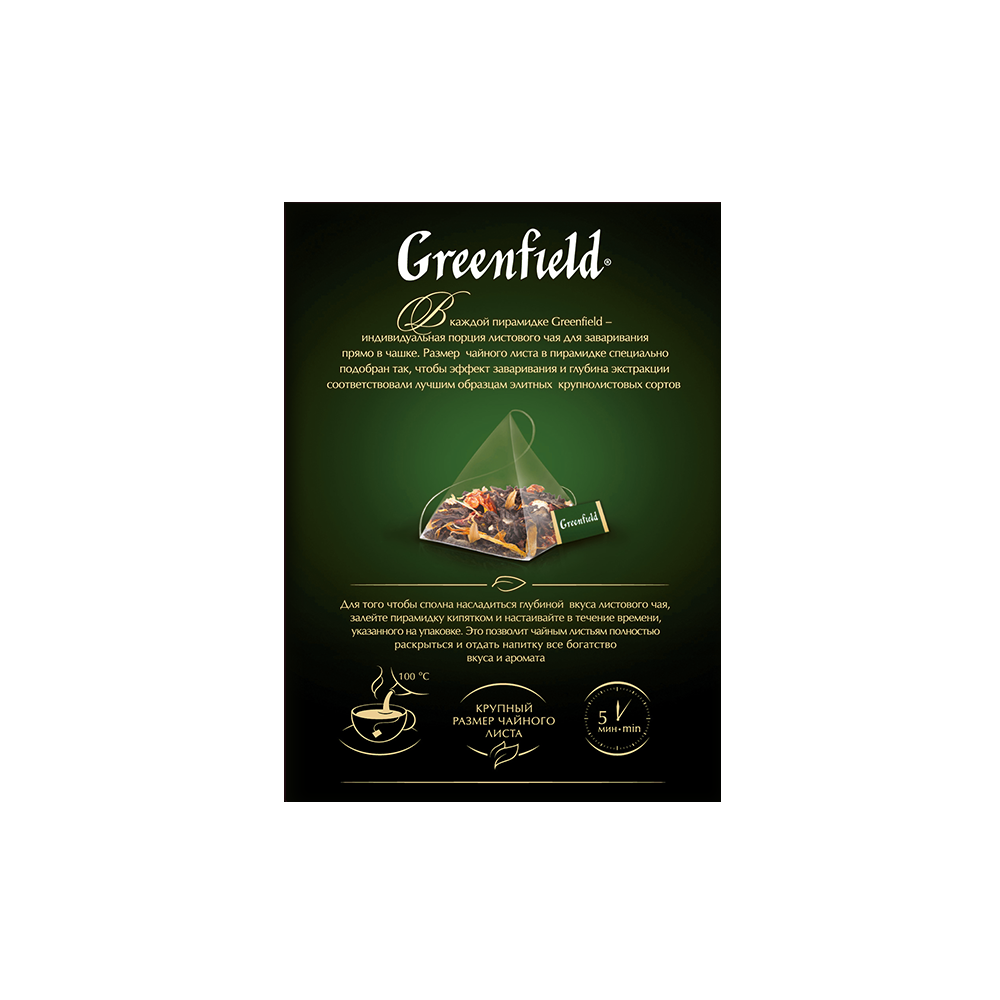 Greenfield®
В каждой пирамидке Greenfield –
индивидуальная порция листового чая для заваривания
прямо в чашке. Размер чайного листа в пирамидке специально
подобран так, чтобы эффект заваривания и глубина экстракции
соответствовали лучшим образцам элитных крупнолистовых сортов
Greenfield
Для того чтобы сполна насладиться глубиной вкуса листового чая,
залейте пирамидку кипятком и настаивайте в течение времени,
указанного на упаковке. Это позволит чайным листьям полностью
раскрыться и отдать напитку все богатство
вкуса и аромата
100 °C
КРУПНЫЙ
РАЗМЕР ЧАЙНОГО
ЛИСТА
5
мин·min